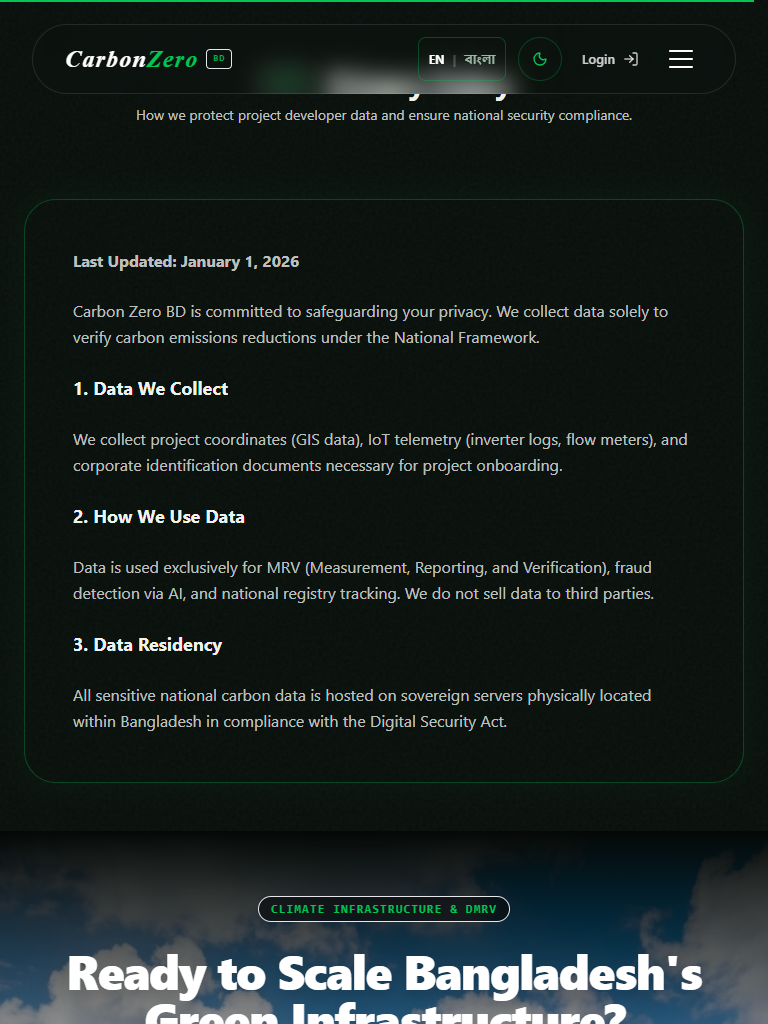 CarbonZero BD EN | বাংলা Login
How we protect project developer data and ensure national security compliance.
Last Updated: January 1, 2026
Carbon Zero BD is committed to safeguarding your privacy. We collect data solely to
verify carbon emissions reductions under the National Framework.
1. Data We Collect
We collect project coordinates (GIS data), IoT telemetry (inverter logs, flow meters), and
corporate identification documents necessary for project onboarding.
2. How We Use Data
Data is used exclusively for MRV (Measurement, Reporting, and Verification), fraud
detection via AI, and national registry tracking. We do not sell data to third parties.
3. Data Residency
All sensitive national carbon data is hosted on sovereign servers physically located
within Bangladesh in compliance with the Digital Security Act.
CLIMATE INFRASTRUCTURE & DMRV
Ready to Scale Bangladesh's
Green Infrastructure?